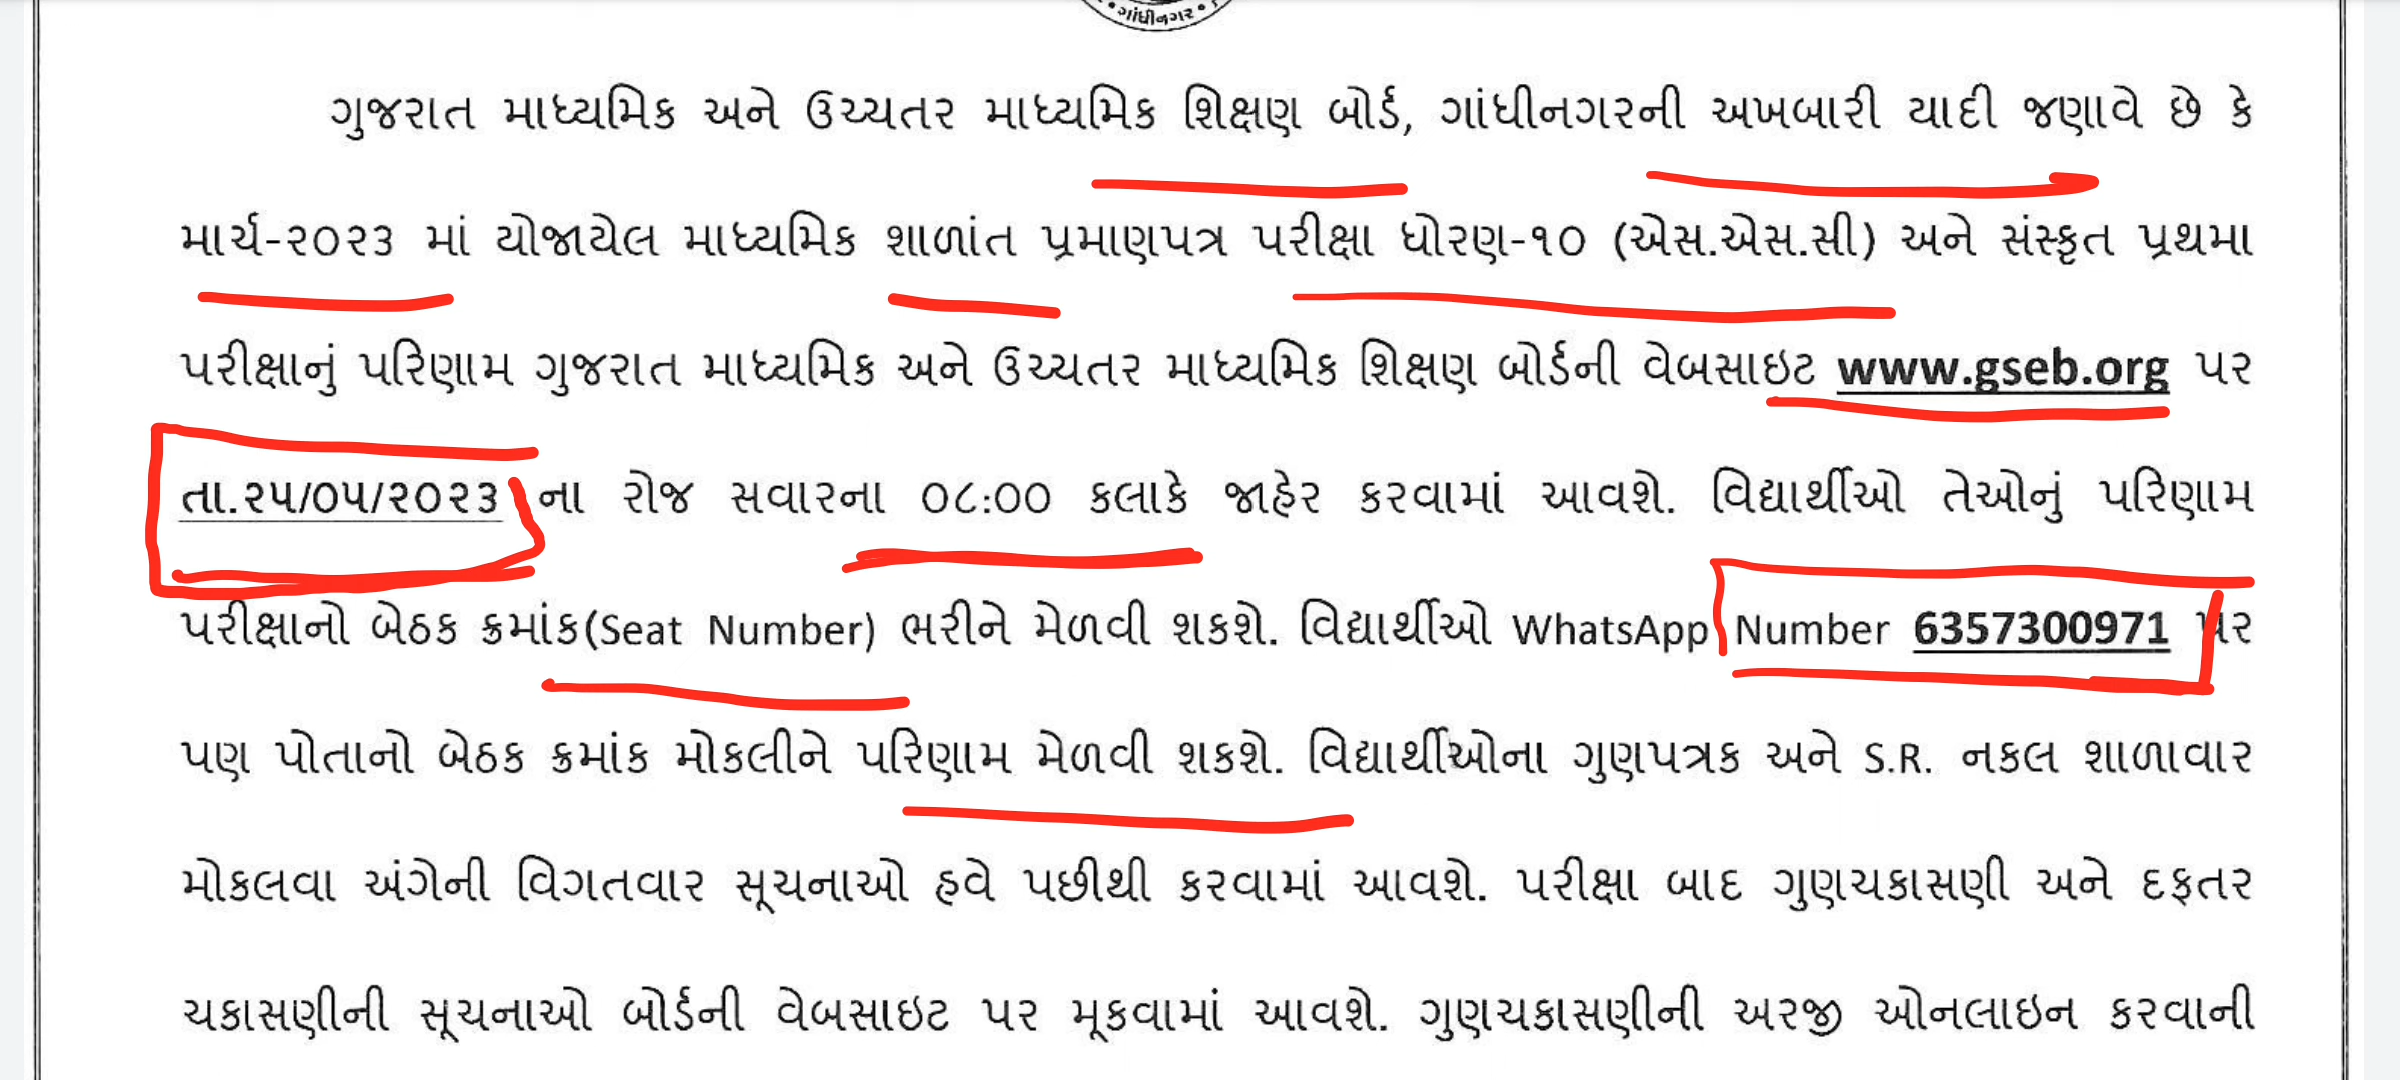 • ગાંધીનગર •
ગુજરાત માધ્યમિક અને ઉચ્ચતર માધ્યમિક શિક્ષણ બોર્ડ, ગાંધીનગરની અખબારી યાદી જણાવે છે કે
માર્ચ-૨૦૨૩ માં યોજાયેલ માધ્યમિક શાળાંત પ્રમાણપત્ર પરીક્ષા ધોરણ-૧૦ (એસ.એસ.સી) અને સંસ્કૃત પ્રથમા
પરીક્ષાનું પરિણામ ગુજરાત માધ્યમિક અને ઉચ્ચતર માધ્યમિક શિક્ષણ બોર્ડની વેબસાઇટ www.gseb.org પર
તા.૨૫/૦૫/૨૦૨૩ ના રોજ સવારના ૦૮:૦૦ કલાકે જાહેર કરવામાં આવશે. વિદ્યાર્થીઓ તેઓનું પરિણામ
પરીક્ષાનો બેઠક ક્રમાંક(Seat Number) ભરીને મેળવી શકશે. વિદ્યાર્થીઓ WhatsApp Number 6357300971 પર
પણ પોતાનો બેઠક ક્રમાંક મોકલીને પરિણામ મેળવી શકશે. વિદ્યાર્થીઓના ગુણપત્રક અને S.R. નકલ શાળાવાર
મોકલવા અંગેની વિગતવાર સૂચનાઓ હવે પછીથી કરવામાં આવશે. પરીક્ષા બાદ ગુણચકાસણી અને દફતર
ચકાસણીની સૂચનાઓ બોર્ડની વેબસાઇટ પર મૂકવામાં આવશે. ગુણચકાસણીની અરજી ઓનલાઇન કરવાની